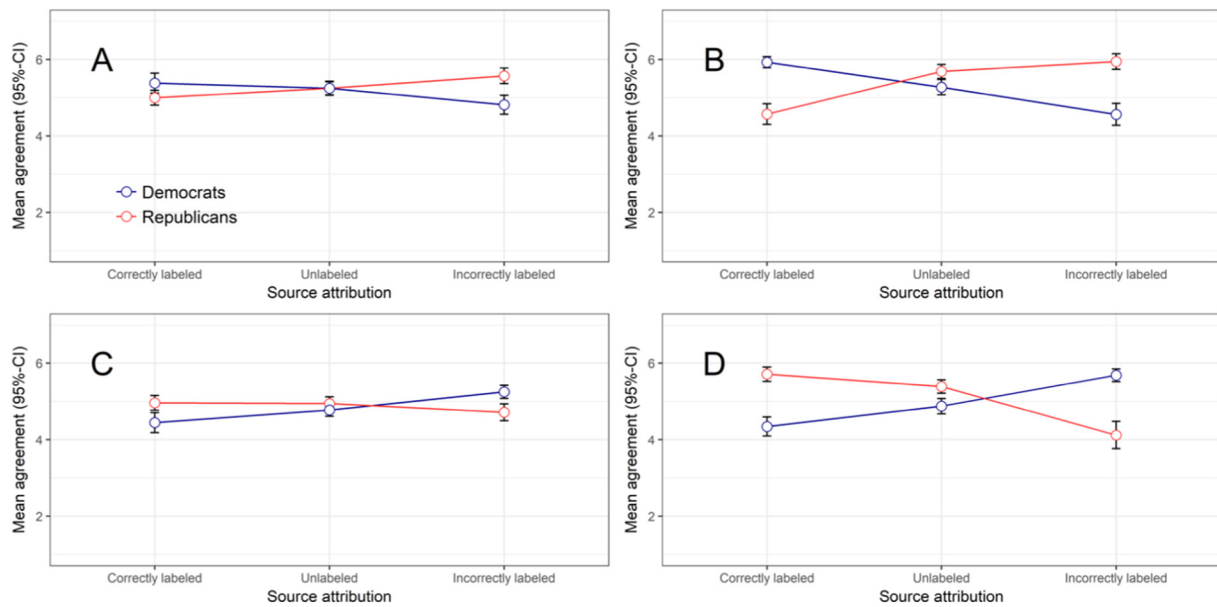 A
Mean agreement (95%-CI)
6
4
2
Democrats
Republicans
Correctly labeled
Unlabeled
Incorrectly labeled
Source attribution
B
Mean agreement (95%-CI)
6
4
2
Correctly labeled
Unlabeled
Incorrectly labeled
Source attribution
C
Mean agreement (95%-CI)
6
4
2
Correctly labeled
Unlabeled
Incorrectly labeled
Source attribution
D
Mean agreement (95%-CI)
6
4
2
Correctly labeled
Unlabeled
Incorrectly labeled
Source attribution